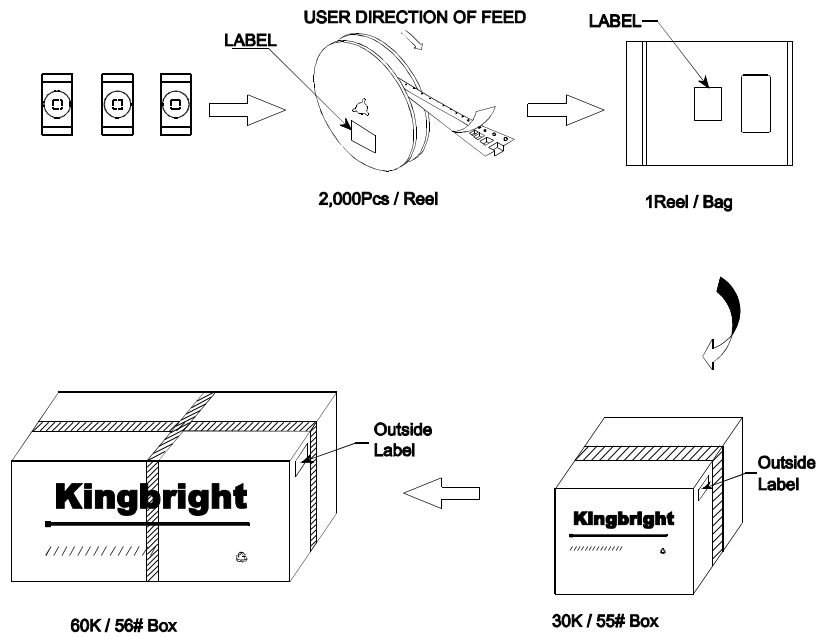 USER DIRECTION OF FEED
LABEL
LABEL
2,000Pcs / Reel
1Reel / Bag
Outside
Label
Kingbright
60K / 56# Box
Outside
Label
Kingbright
30K / 55# Box